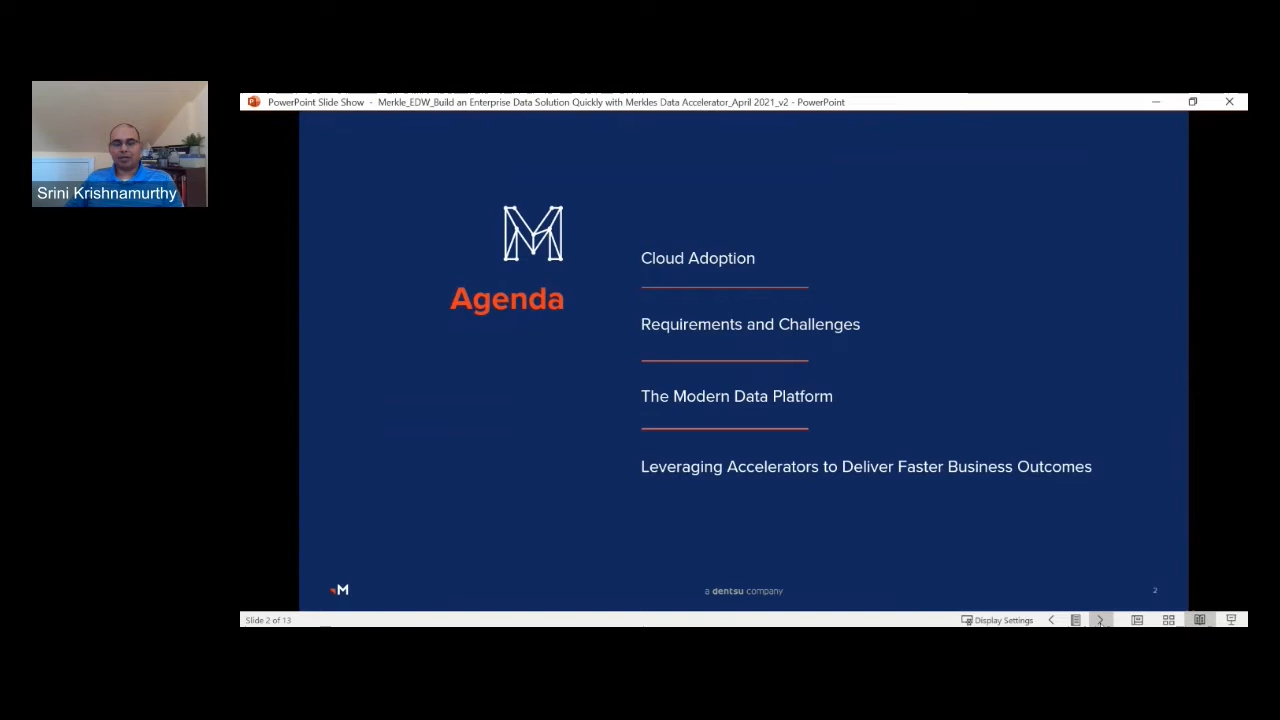 PowerPoint Slide Show - Merkle_EDW_Build an Enterprise Data Solution Quickly with Merkles Data Accelerator_April 2021_v2 - PowerPoint
Srini Krishnamurthy
M
Agenda
Cloud Adoption
Requirements and Challenges
The Modern Data Platform
Leveraging Accelerators to Deliver Faster Business Outcomes
M
a dentsu company
2
Slide 2 of 13
Display Settings